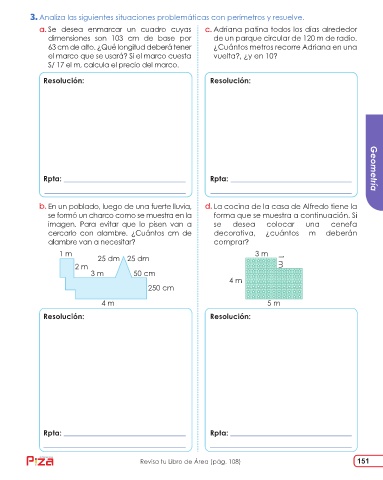 3. Analiza las siguientes situaciones problemáticas con perímetros y resuelve.
a. Se desea enmarcar un cuadro cuyas
dimensiones son 103 cm de base por
63 cm de alto. ¿Qué longitud deberá tener
el marco que se usará? Si el marco cuesta
S/ 17 el m, calcula el precio del marco.
Resolución:
Rpta:
b. En un poblado, luego de una fuerte lluvia,
se formó un charco como se muestra en la
imagen. Para evitar que lo pisen van a
cercarlo con alambre. ¿Cuántos cm de
alambre van a necesitar?
1 m
25 dm 25 dm
2 m
3 m 50 cm
250 cm
4 m
Resolución:
Rpta:
c. Adriana patina todos los días alrededor
de un parque circular de 120 m de radio.
¿Cuántos metros recorre Adriana en una
vuelta?, ¿y en 10?
Resolución:
Rpta:
d. La cocina de la casa de Alfredo tiene la
forma que se muestra a continuación. Si
se desea colocar una cenefa
decorativa, ¿cuántos m deberán
comprar?
3 m
1 m
4 m
5 m
Resolución:
Rpta:
Geometría
Piza
Revisa tu Libro de Área (pág. 108)
151